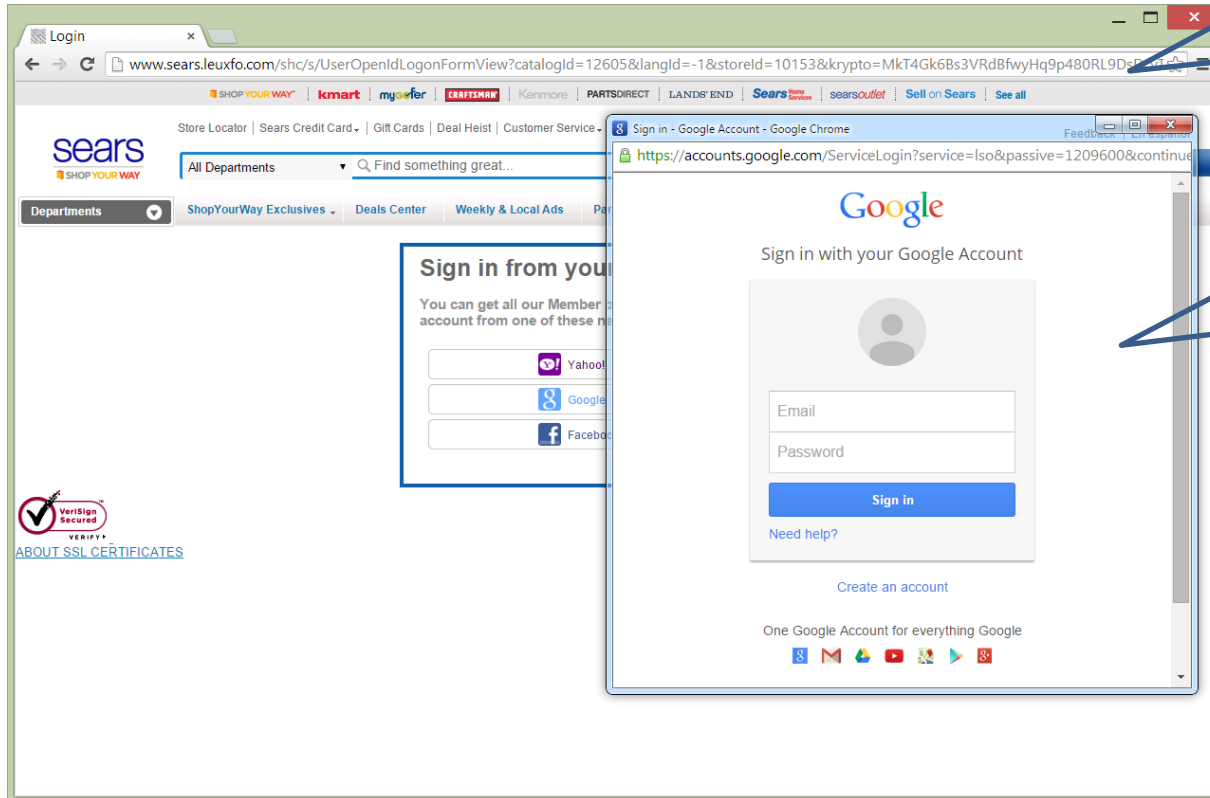 Login
www.sears.leuxfo.com/shc/s/UserOpenIdLogonFormView?catalogId=12605&langId=-1&storeId=10153&krypto=MkT4Gk6Bs3VRdBfwyHq9p480RL9Ds
SHOP YOUR WAY kmart mygofer CRAFTSMAN Kenmore PARTSDIRECT LANDS' END Sears Home Services searsoutlet Sell on Sears See all
Store Locator | Sears Credit Card | Gift Cards | Deal Heist | Customer Service
sears
SHOP YOUR WAY
All Departments
Find something great...
Departments
ShopYourWay Exclusives Deals Center Weekly & Local Ads
Sign in from your
You can get all our Member
account from one of these
Yahoo!
Google
Facebo
VeriSign
Secured
VERIFY
ABOUT SSL CERTIFICATES
Sign in - Google Account - Google Chrome
Feedback | En español
https://accounts.google.com/ServiceLogin?service=lso&passive=1209600&continue
Google
Sign in with your Google Account
Email
Password
Sign in
Need help?
Create an account
One Google Account for everything Google